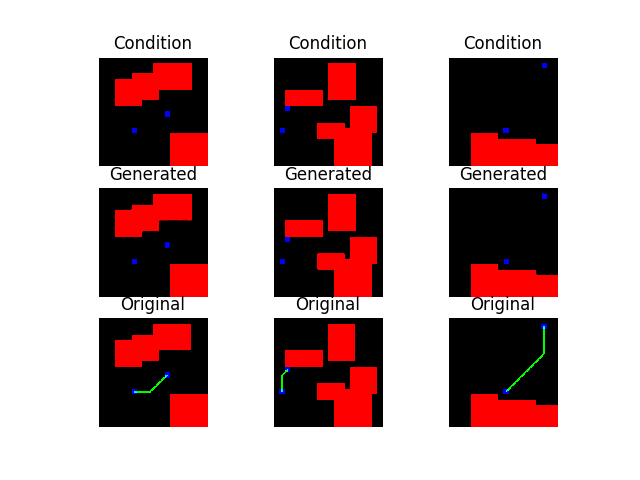 Condition Condition Condition
Generated Generated Generated
Original Original Original